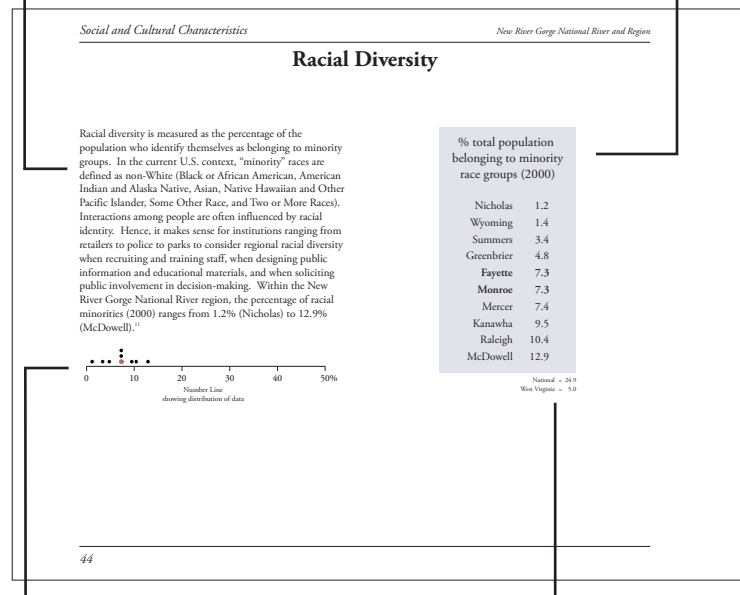 Social and Cultural Characteristics
New River Gorge National River and Region
Racial Diversity
Racial diversity is measured as the percentage of the
population who identify themselves as belonging to minority
groups. In the current U.S. context, “minority” races are
defined as non-White (Black or African American, American
Indian and Alaska Native, Asian, Native Hawaiian and Other
Pacific Islander, Some Other Race, and Two or More Races).
Interactions among people are often influenced by racial
identity. Hence, it makes sense for institutions ranging from
retailers to police to parks to consider regional racial diversity
when recruiting and training staff, when designing public
information and educational materials, and when soliciting
public involvement in decision-making. Within the New
River Gorge National River region, the percentage of racial
minorities (2000) ranges from 1.2% (Nicholas) to 12.9%
(McDowell).
0 10 20 30 40 50%
Number Line
showing distribution of data
% total population
belonging to minority
race groups (2000)
Nicholas 1.2
Wyoming 1.4
Summers 3.4
Greenbrier 4.8
Fayette 7.3
Monroe 7.3
Mercer 7.4
Kanawha 9.5
Raleigh 10.4
McDowell 12.9
National = 24.9
West Virginia = 5.0
44